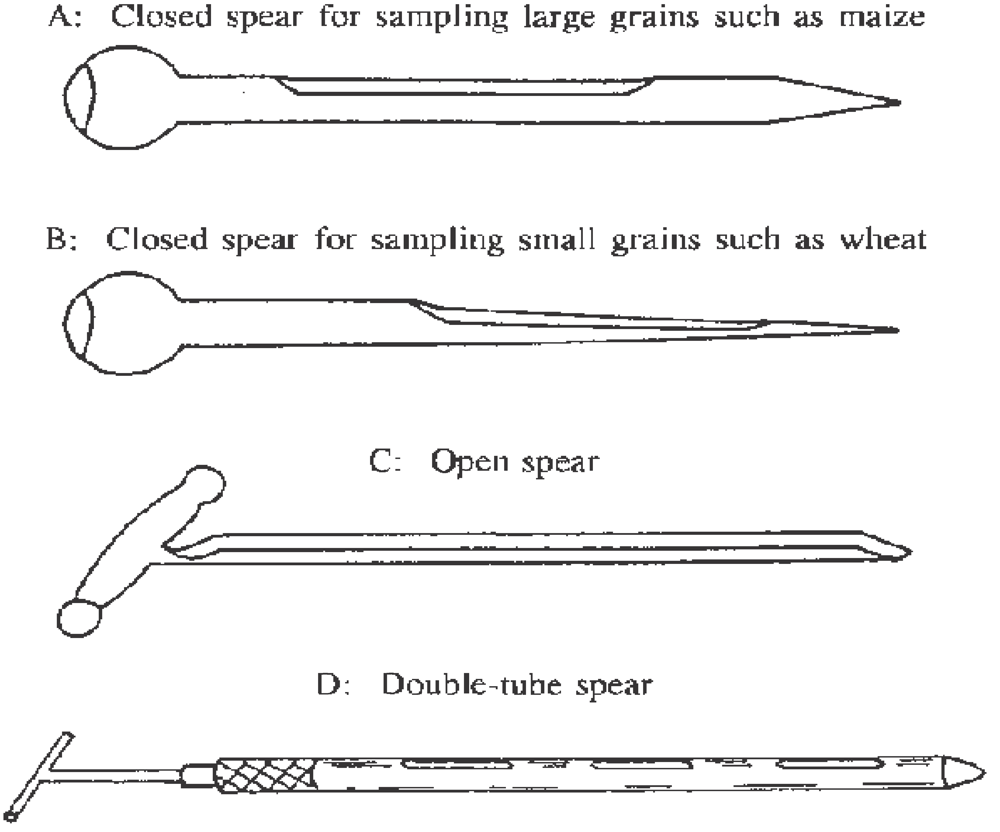 A: Closed spear for sampling large grains such as maize
B: Closed spear for sampling small grains such as wheat
C: Open spear
D: Double-tube spear